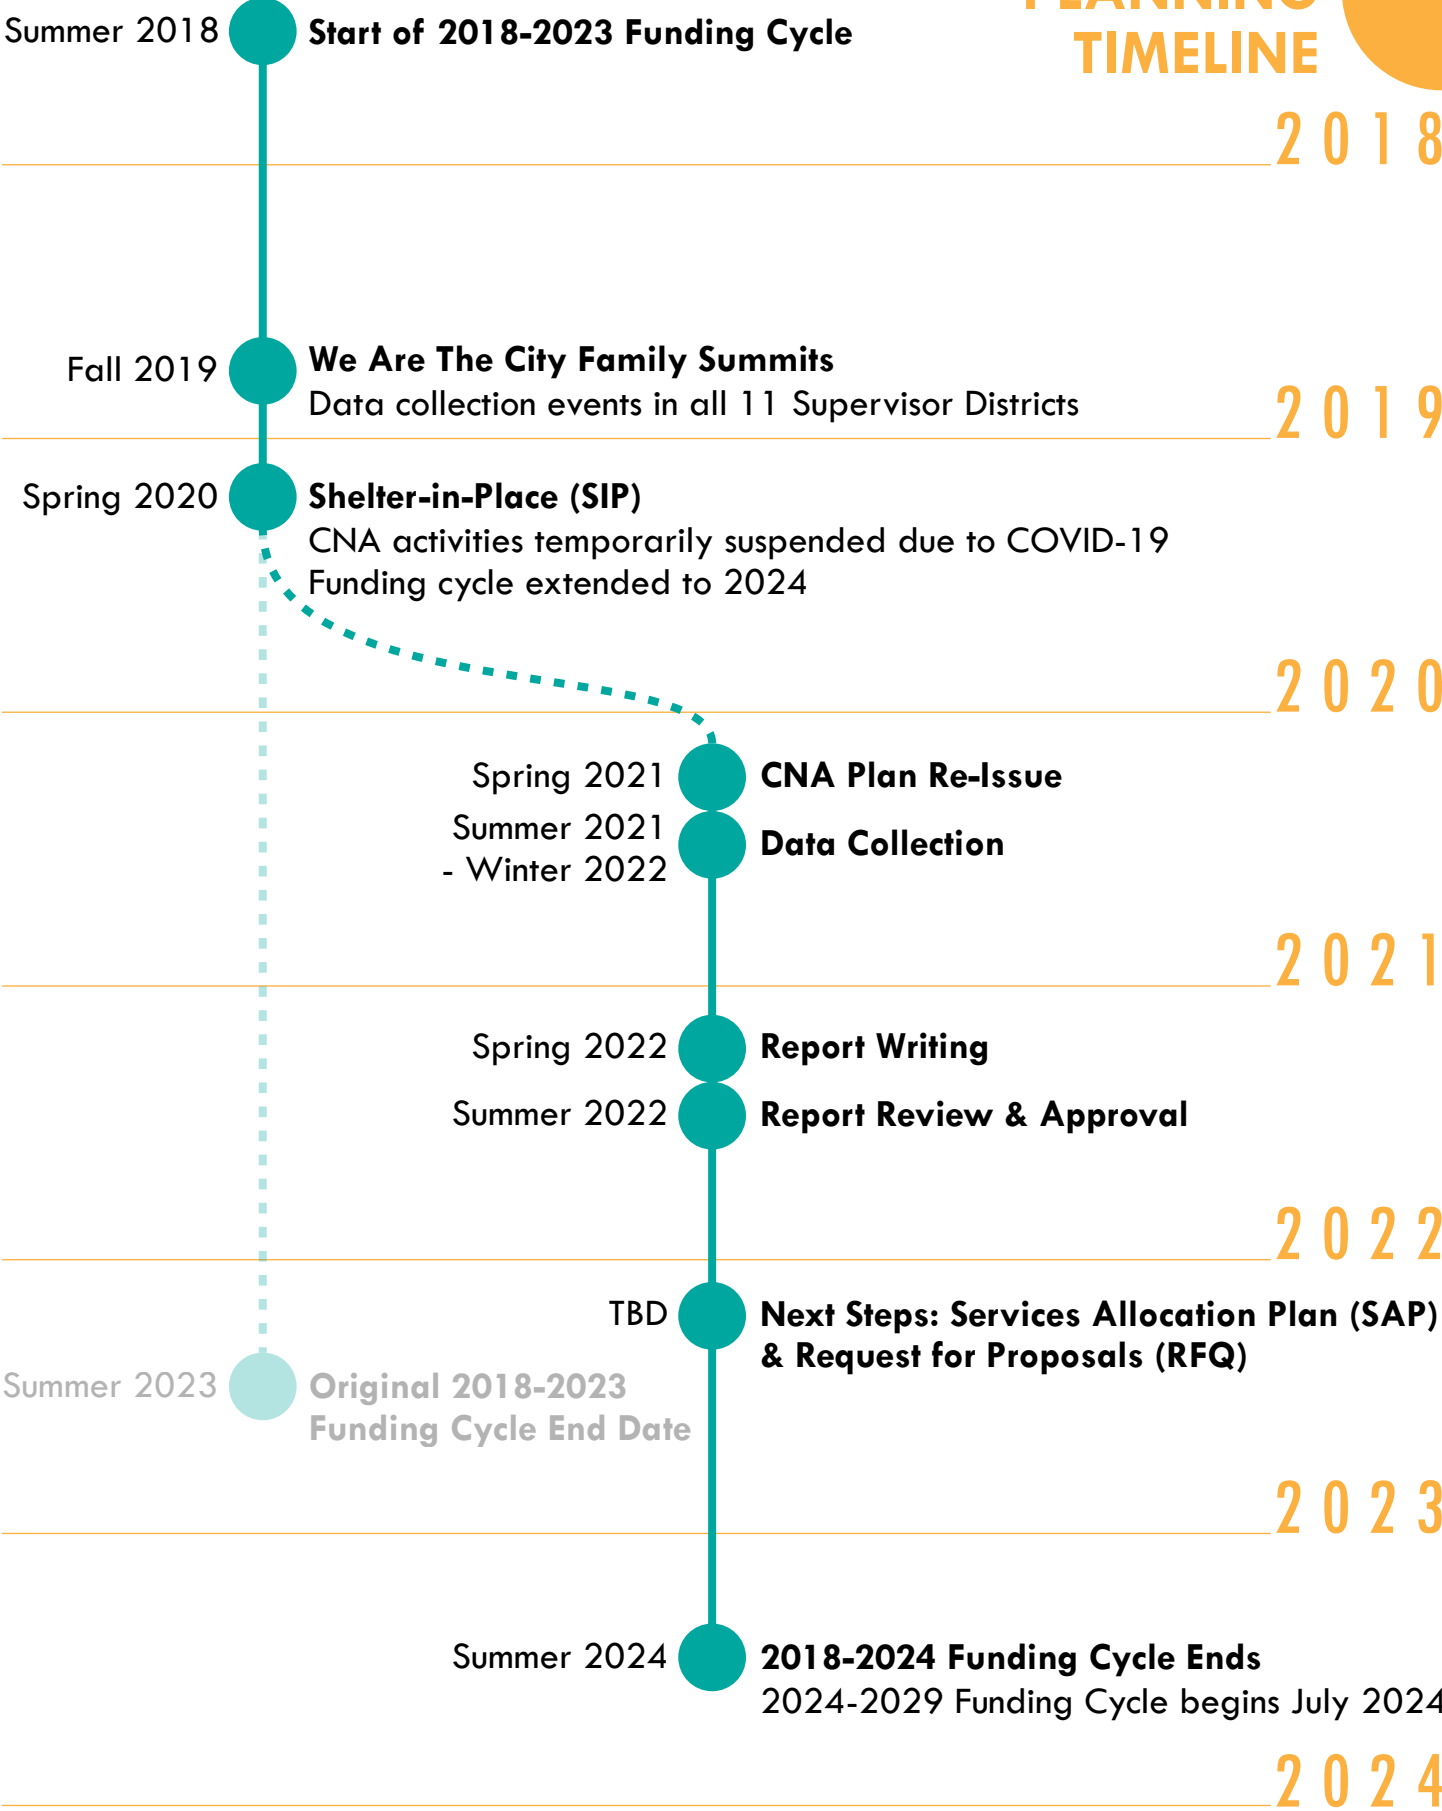 PLANNING
TIMELINE
Summer 2018
Start of 2018-2023 Funding Cycle
2018
Fall 2019
We Are The City Family Summits
Data collection events in all 11 Supervisor Districts
2019
Spring 2020
Shelter-in-Place (SIP)
CNA activities temporarily suspended due to COVID-19
Funding cycle extended to 2024
2020
Spring 2021
CNA Plan Re-Issue
Summer 2021
- Winter 2022
Data Collection
2021
Spring 2022
Report Writing
Summer 2022
Report Review & Approval
2022
TBD
Next Steps: Services Allocation Plan (SAP)
& Request for Proposals (RFQ)
Summer 2023
Original 2018-2023
Funding Cycle End Date
2023
Summer 2024
2018-2024 Funding Cycle Ends
2024-2029 Funding Cycle begins July 2024
2024